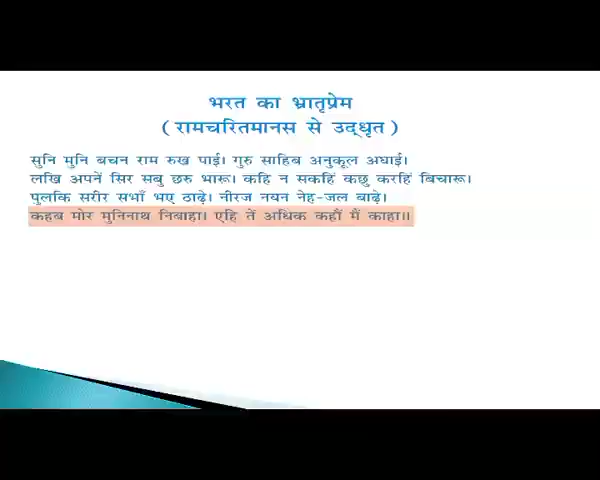 भरत का भ्रातृप्रेम
(रामचरितमानस से उद्धृत)
सुनि मुनि बचन राम रुख पाई। गुरु साहिब अनुकूल अघाई।
लखि अपनें सिर सबु छरु भारू। कहि न सकहिं कछु करहिं बिचारू।
पुलकि सरीर सभाँ भए ठाढ़े। नीरज नयन नेह-जल बाढ़े।
कहब मोर मुनिनाथ निबाहा। एहि तें अधिक कहौं मैं काहा॥